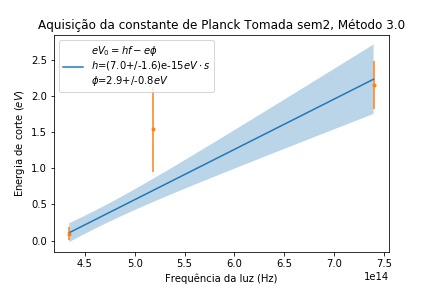 Aquisição da constante de Planck Tomada sem2, Método 3.0
eV₀ = hf − eϕ
h=(7.0+/-1.6)e-15eV · s
ϕ=2.9+/-0.8eV
Energia de corte (eV)
2.5
2.0
1.5
1.0
0.5
0.0
4.5 5.0 5.5 6.0 6.5 7.0 7.5
1e14
Frequência da luz (Hz)